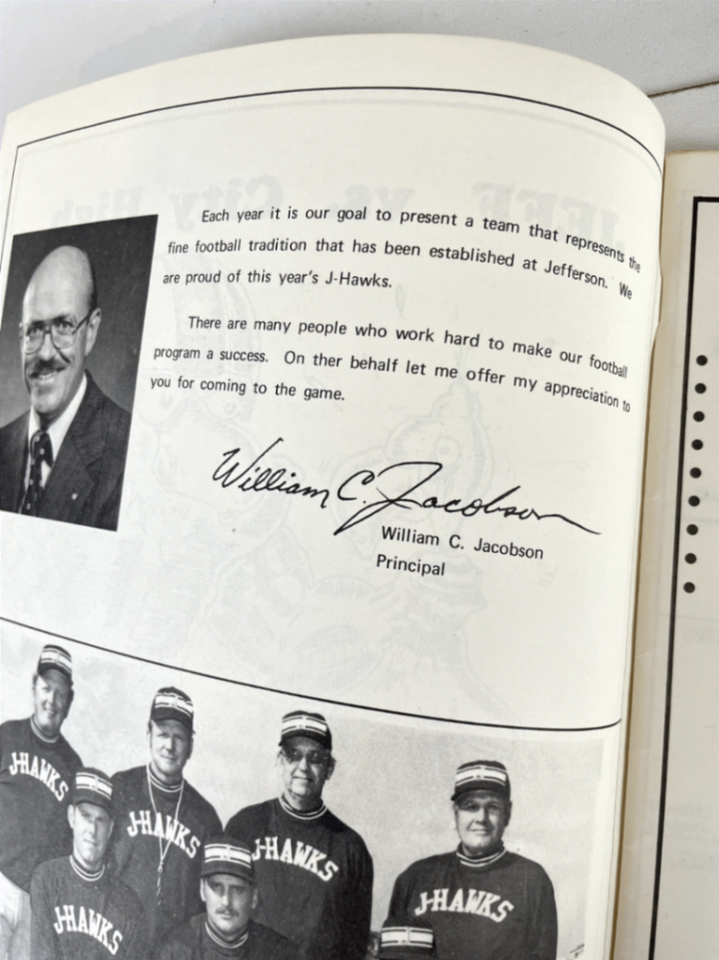 Each year it is our goal to present a team that represents the
fine football tradition that has been established at Jefferson. We
are proud of this year's J-Hawks.
There are many people who work hard to make our football
program a success. On ther behalf let me offer my appreciation to
you for coming to the game.
William C. Jacobson
William C. Jacobson
Principal
J-HAWKS
J-HAWKS
J-HAWKS
J-HAWKS
J-HAWKS